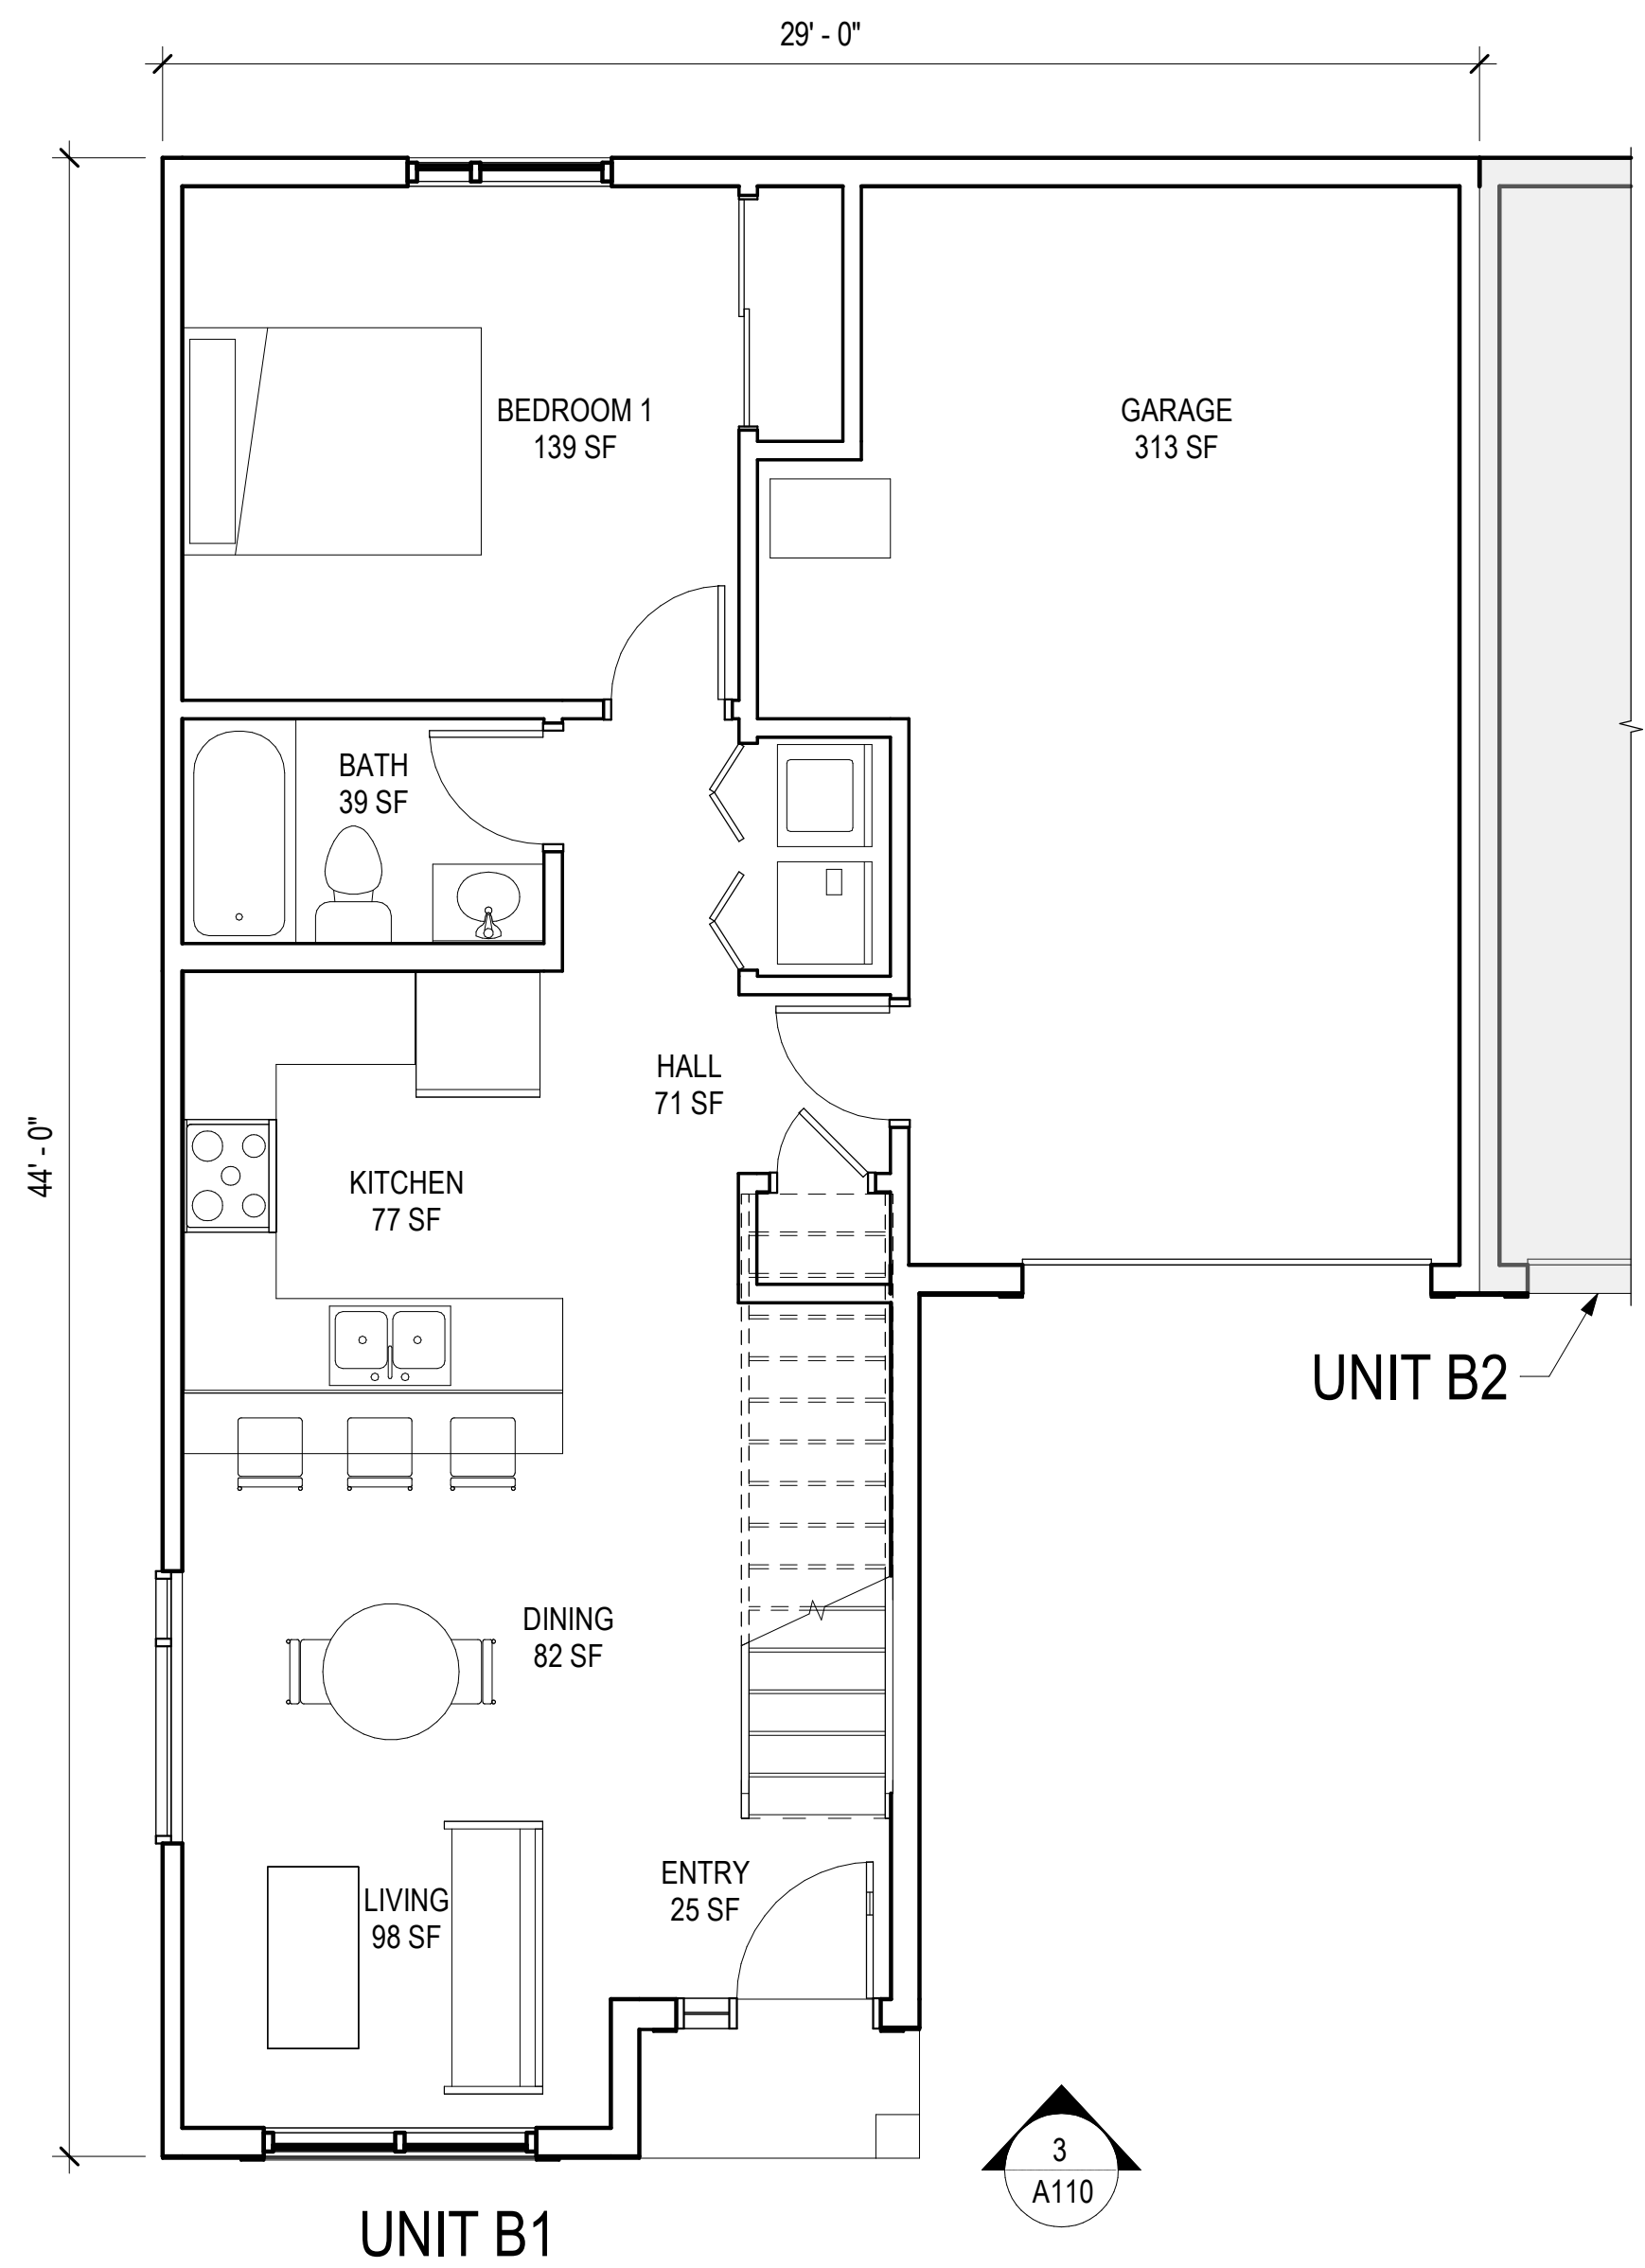 29' - 0"
BEDROOM 1
139 SF
GARAGE
313 SF
BATH
39 SF
HALL
71 SF
44' - 0"
KITCHEN
77 SF
UNIT B2
DINING
82 SF
ENTRY
25 SF
LIVING
98 SF
3
A110
UNIT B1